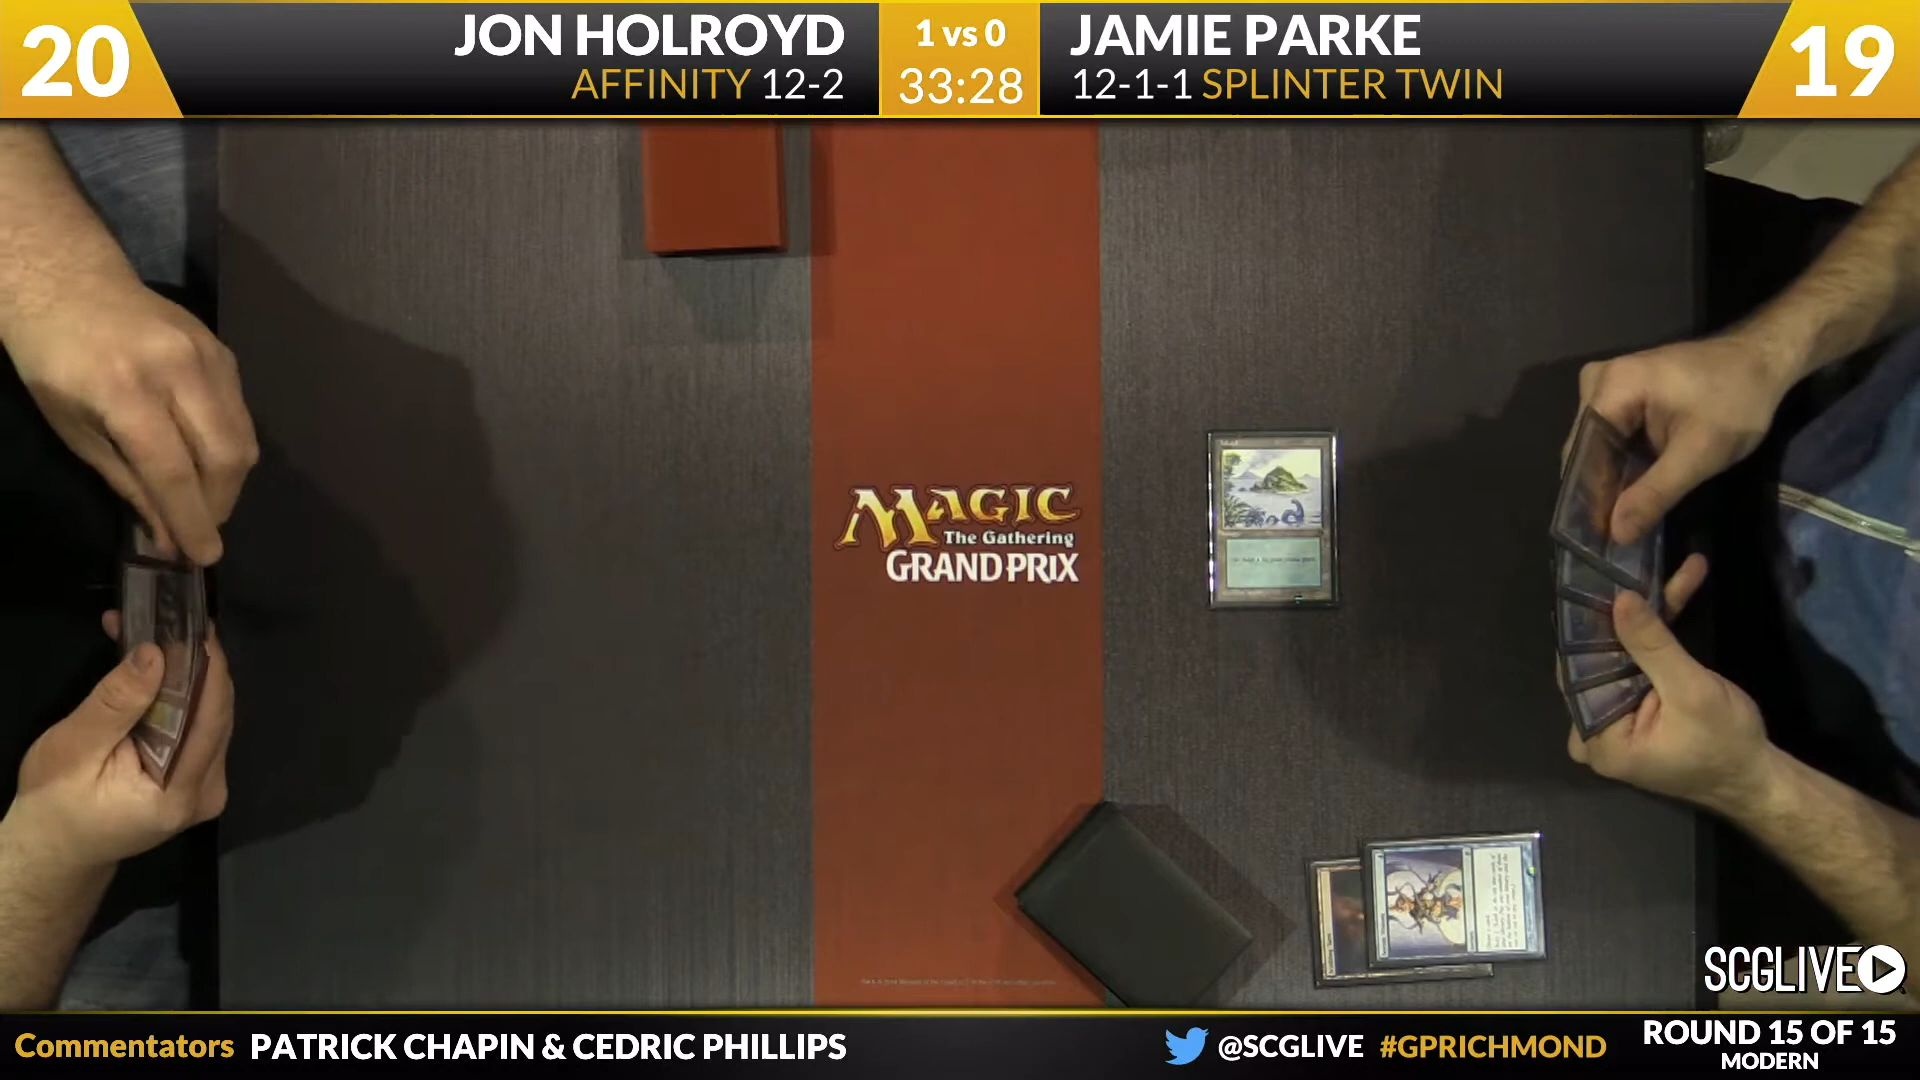 20
JON HOLROYD
AFFINITY 12-2
1 vs 0
33:28
JAMIE PARKE
12-1-1 SPLINTER TWIN
19
MAGIC
The Gathering
GRAND PRIX
SCGLIVE
Commentators PATRICK CHAPIN & CEDRIC PHILLIPS
@SCGLIVE #GPRICHMOND
ROUND 15 OF 15
MODERN